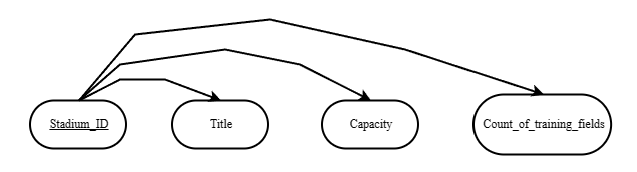 Stadium_ID
Title
Capacity
Count_of_training_fields